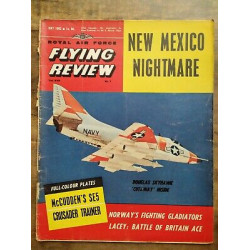 ROYAL AIR FORCE
FLYING
REVIEW
NEW MEXICO
NIGHTMARE
NAVY
DOUGLAS SKYHAWK
INSIDE
FULL-COLOUR PLATES
McCUDDEN'S SE5
CRUSADER TRAINER
NORWAY'S FIGHTING GLADIATORS
LACEY: BATTLE OF BRITAIN ACE